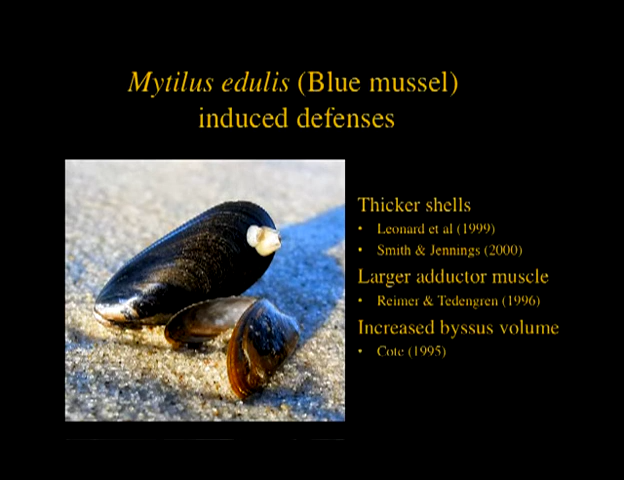 Mytilus edulis (Blue mussel)
induced defenses
Thicker shells
• Leonard et al (1999)
• Smith & Jennings (2000)
Larger adductor muscle
• Reimer & Tedengren (1996)
Increased byssus volume
• Cote (1995)